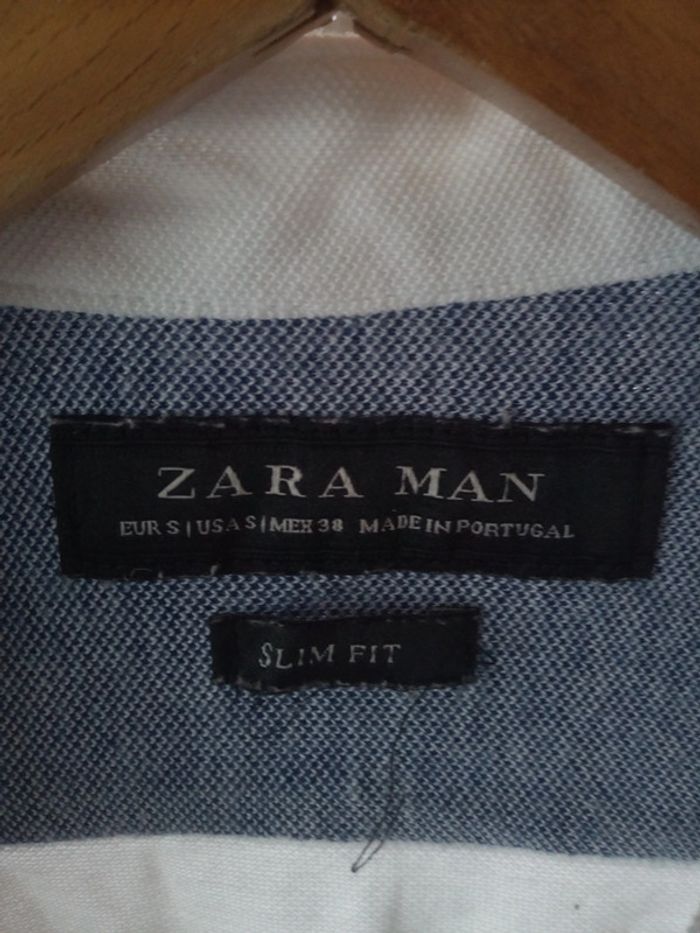 ZARA MAN
EUR S | USA S | MEX 38 MADE IN PORTUGAL
SLIM FIT